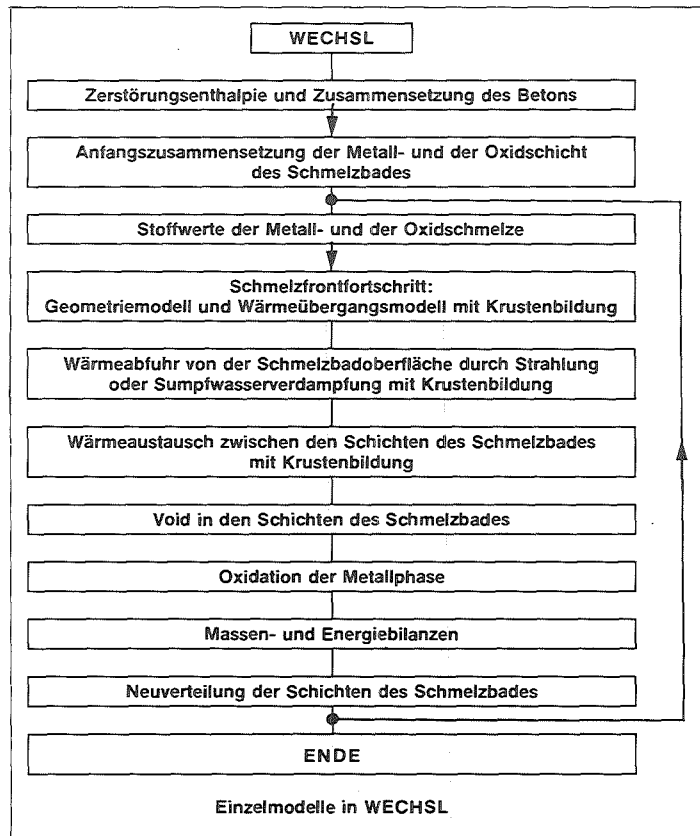 WECHSL
Zerstörungsenthalpie und Zusammensetzung des Betons
Anfangszusammensetzung der Metall- und der Oxidschicht
des Schmelzbades
Stoffwerte der Metall- und der Oxidschmelze
Schmelzfrontfortschritt:
Geometriemodell und Wärmeübergangsmodell mit Krustenbildung
Wärmeabfuhr von der Schmelzbadoberfläche durch Strahlung
oder Sumpfwasserverdampfung mit Krustenbildung
Wärmeaustausch zwischen den Schichten des Schmelzbades
mit Krustenbildung
Void in den Schichten des Schmelzbades
Oxidation der Metallphase
Massen- und Energiebilanzen
Neuverteilung der Schichten des Schmelzbades
ENDE
Einzelmodelle in WECHSL